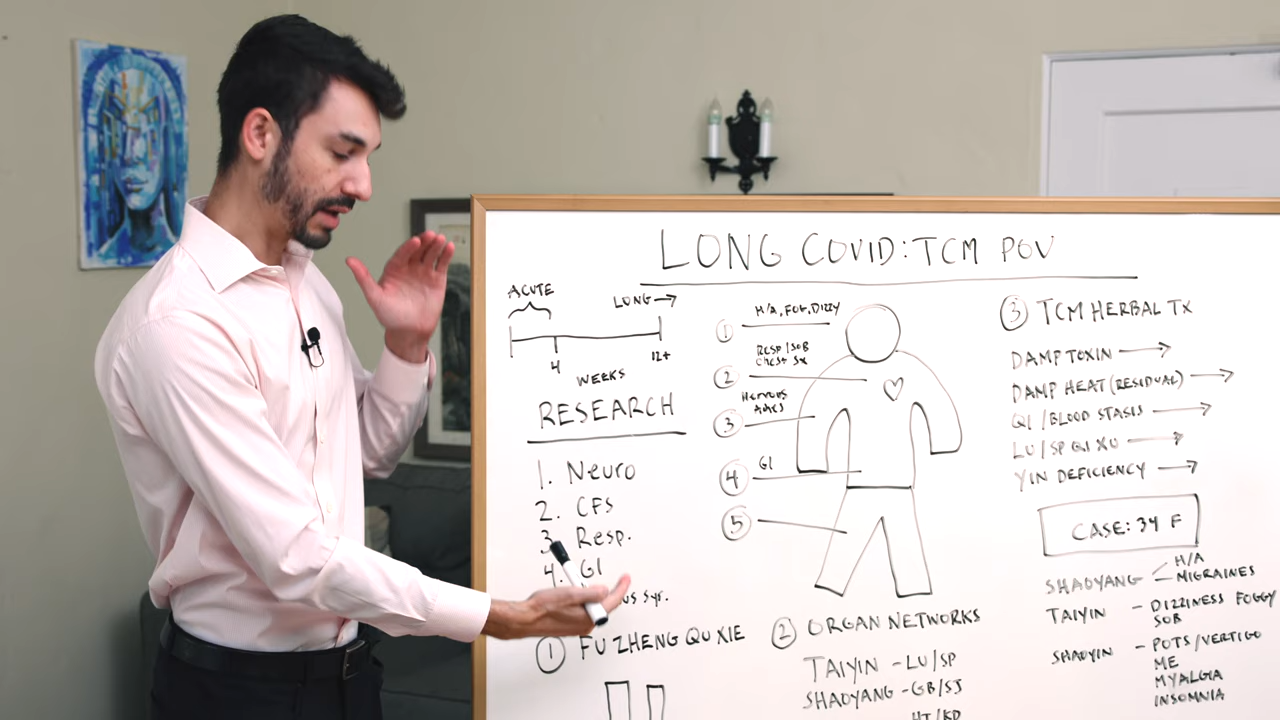 LONG COVID: TCM POV
ACUTE
LONG →
4
12+
WEEKS
RESEARCH
1. Neuro
2. CFS
3. Resp.
4. GI
us Sys.
① FU ZHENG QU XIE
① H/A, FOG, DIZZY
② RESP/SOB
Chest Sx
③ Nervous
Aches
④ GI
⑤
② ORGAN NETWORKS
TAIYIN - LU/SP
SHAOYANG - GB/SJ
HT/KD
③ TCM HERBAL TX
DAMP TOXIN →
DAMP HEAT (RESIDUAL) →
QI/BLOOD STASIS →
LU/SP QI XU →
YIN DEFICIENCY →
CASE: 34 F
SHAOYANG < H/A
MIGRAINES
TAIYIN - DIZZINESS FOGGY
SOB
SHAOYIN - POTS/VERTIGO
ME
MYALGIA
INSOMNIA